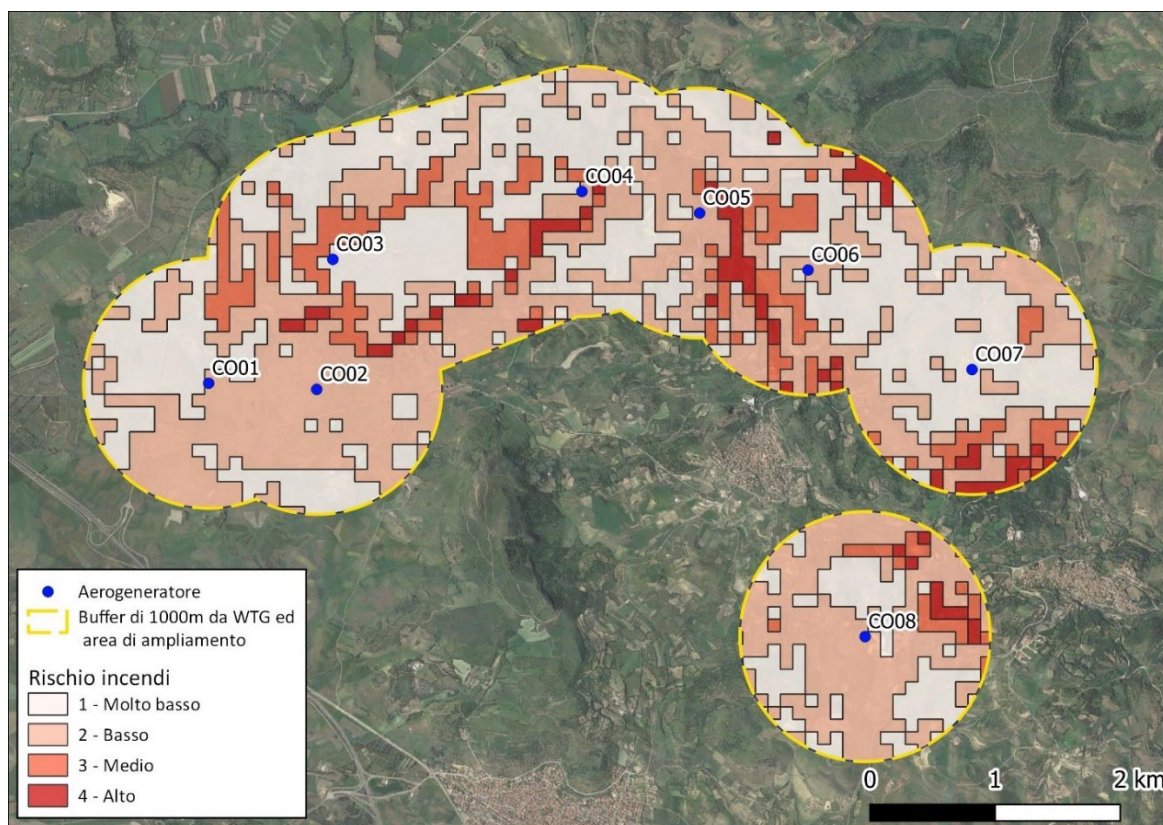 CO04
CO05
CO03
CO06
CO07
CO01
CO02
CO08
Aerogeneratore
Buffer di 1000m da WTG ed
area di ampliamento
Rischio incendi
1 - Molto basso
2 - Basso
3 - Medio
4 - Alto
0 1 2 km